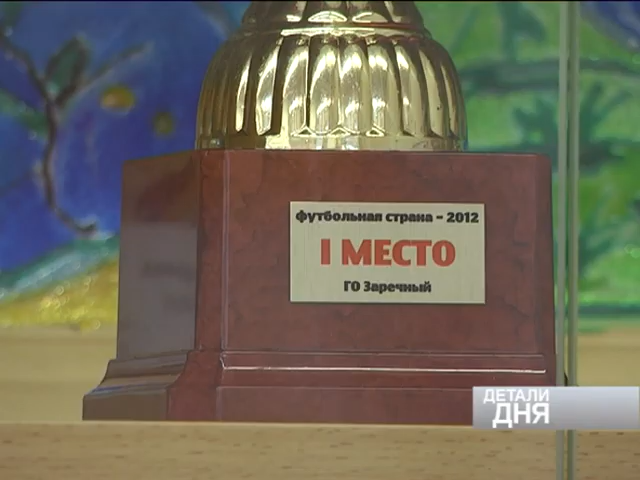 футбольная страна - 2012
I МЕСТО
ГО Заречный
ДЕТАЛИ
ДНЯ